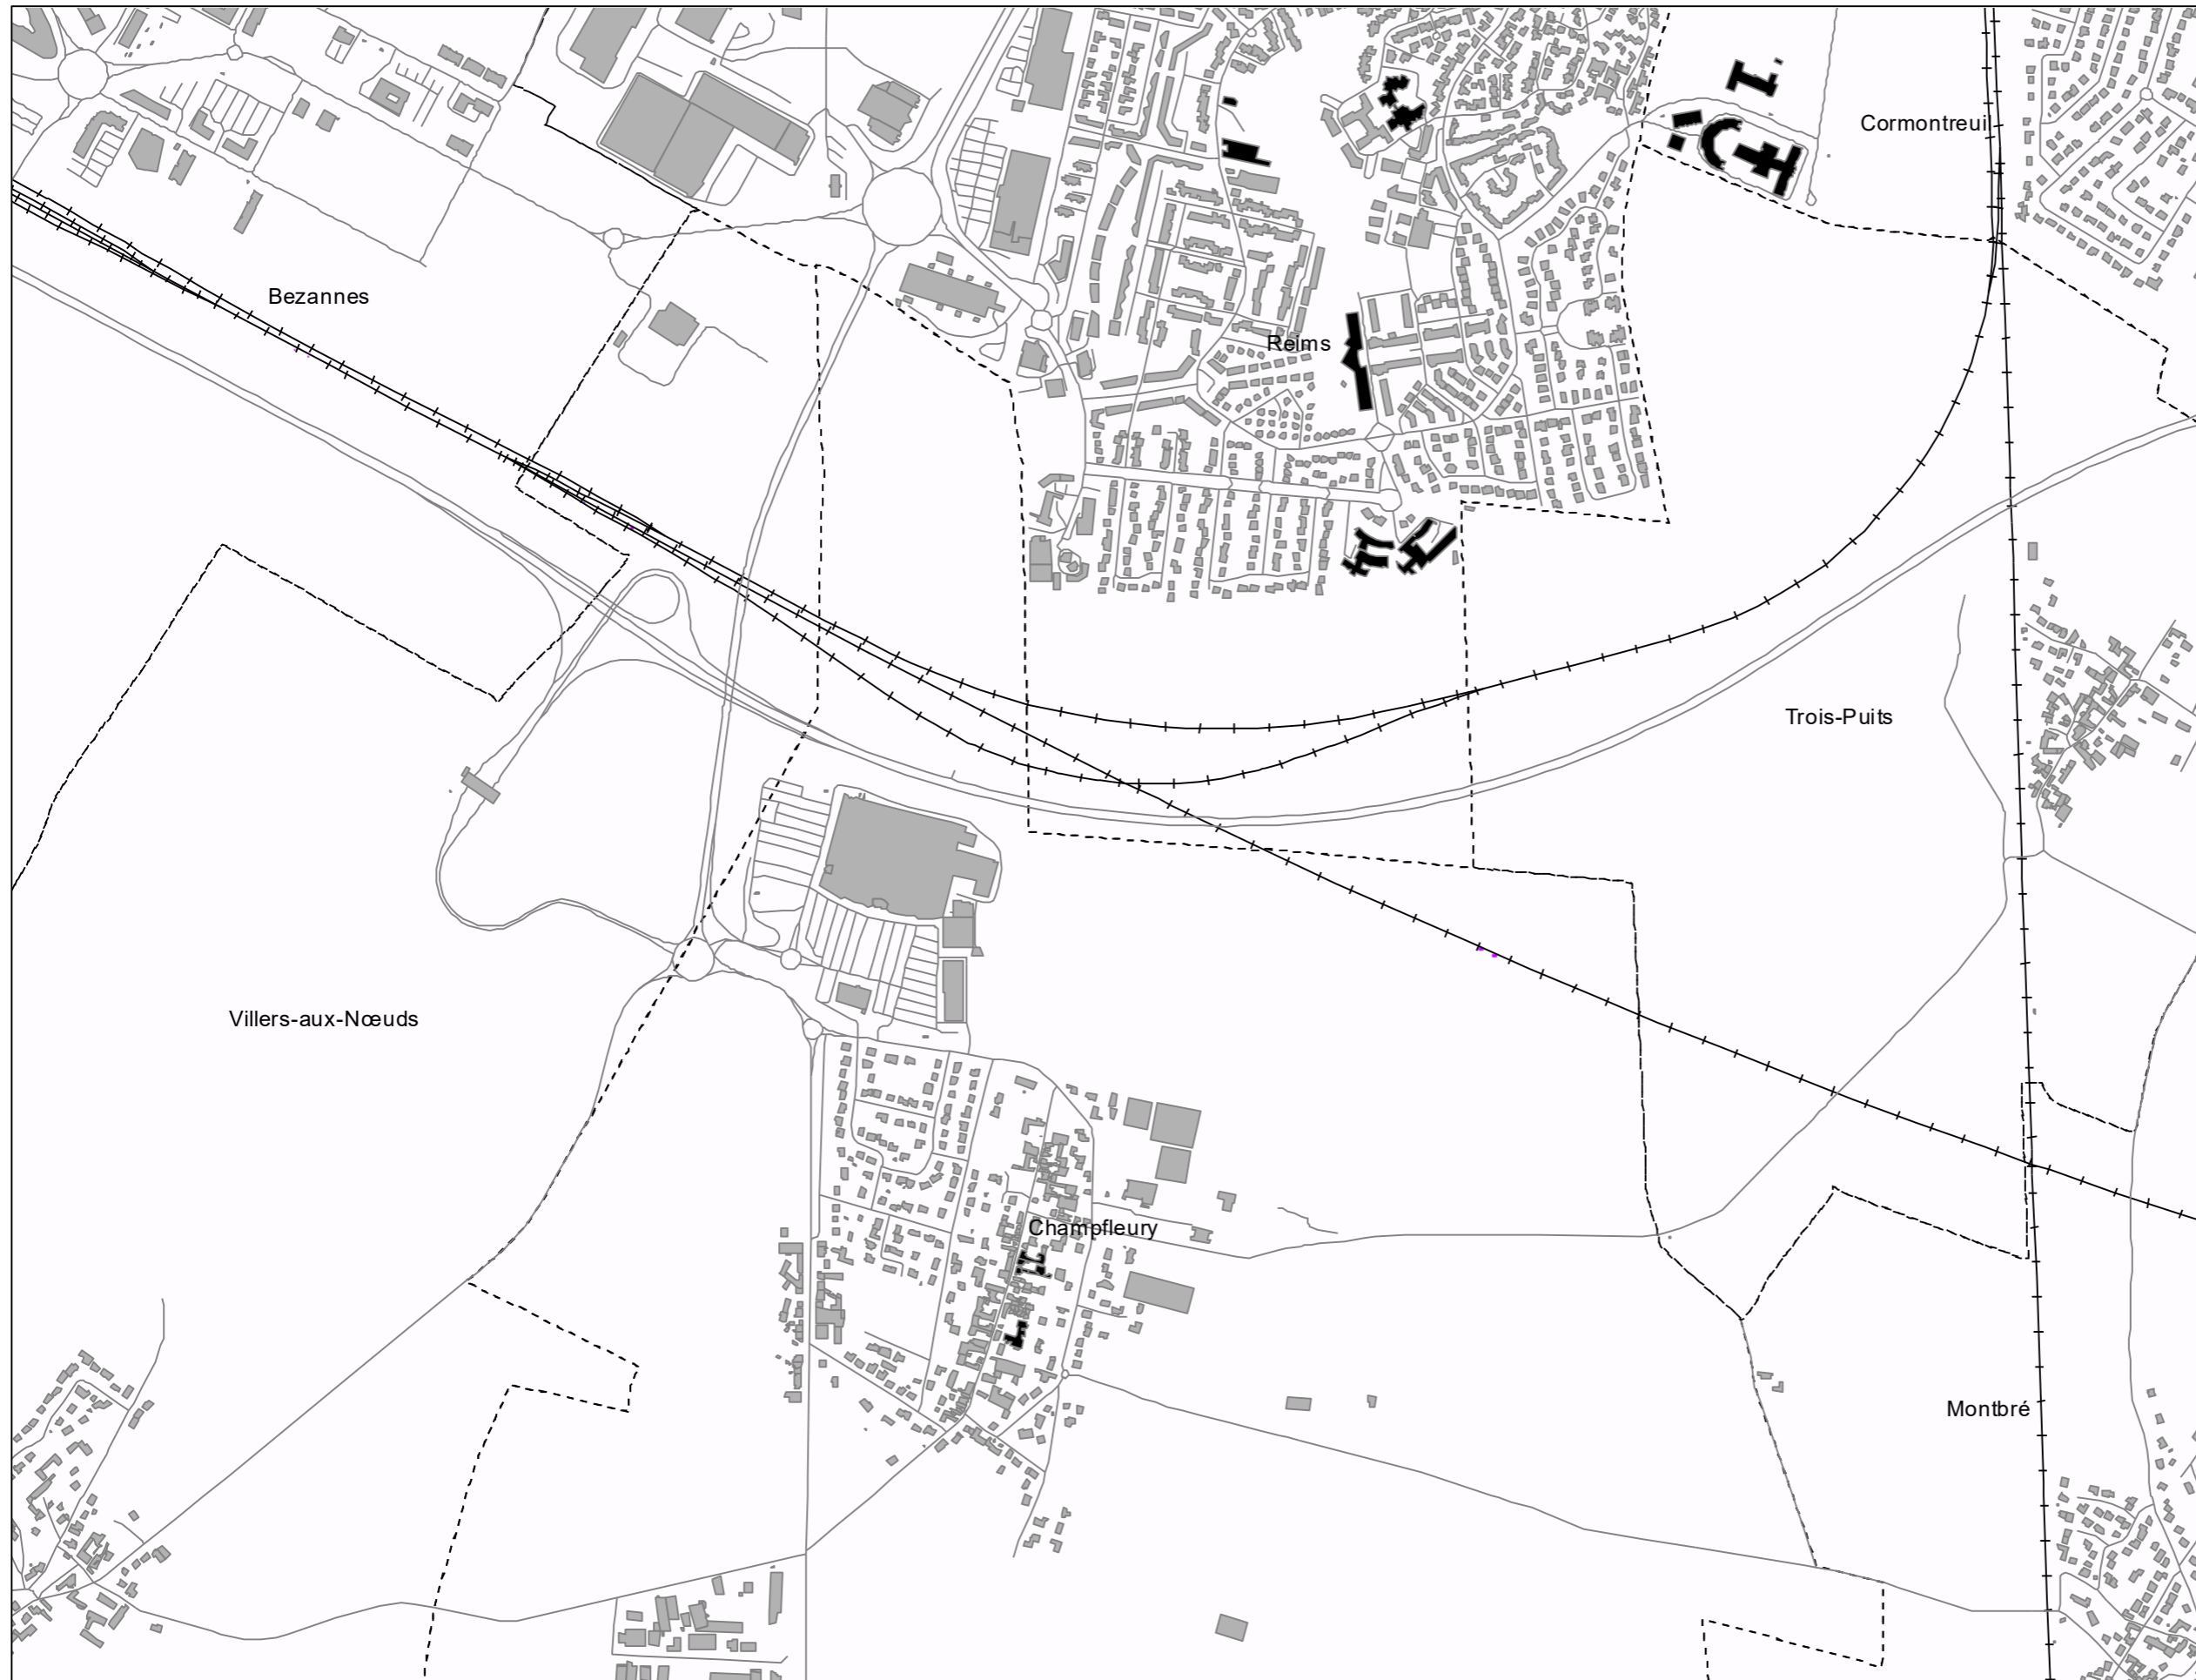 Cormontreuil
Bezannes
Reims
Trois-Puits
Villers-aux-Nœuds
Champfleury
Montbré